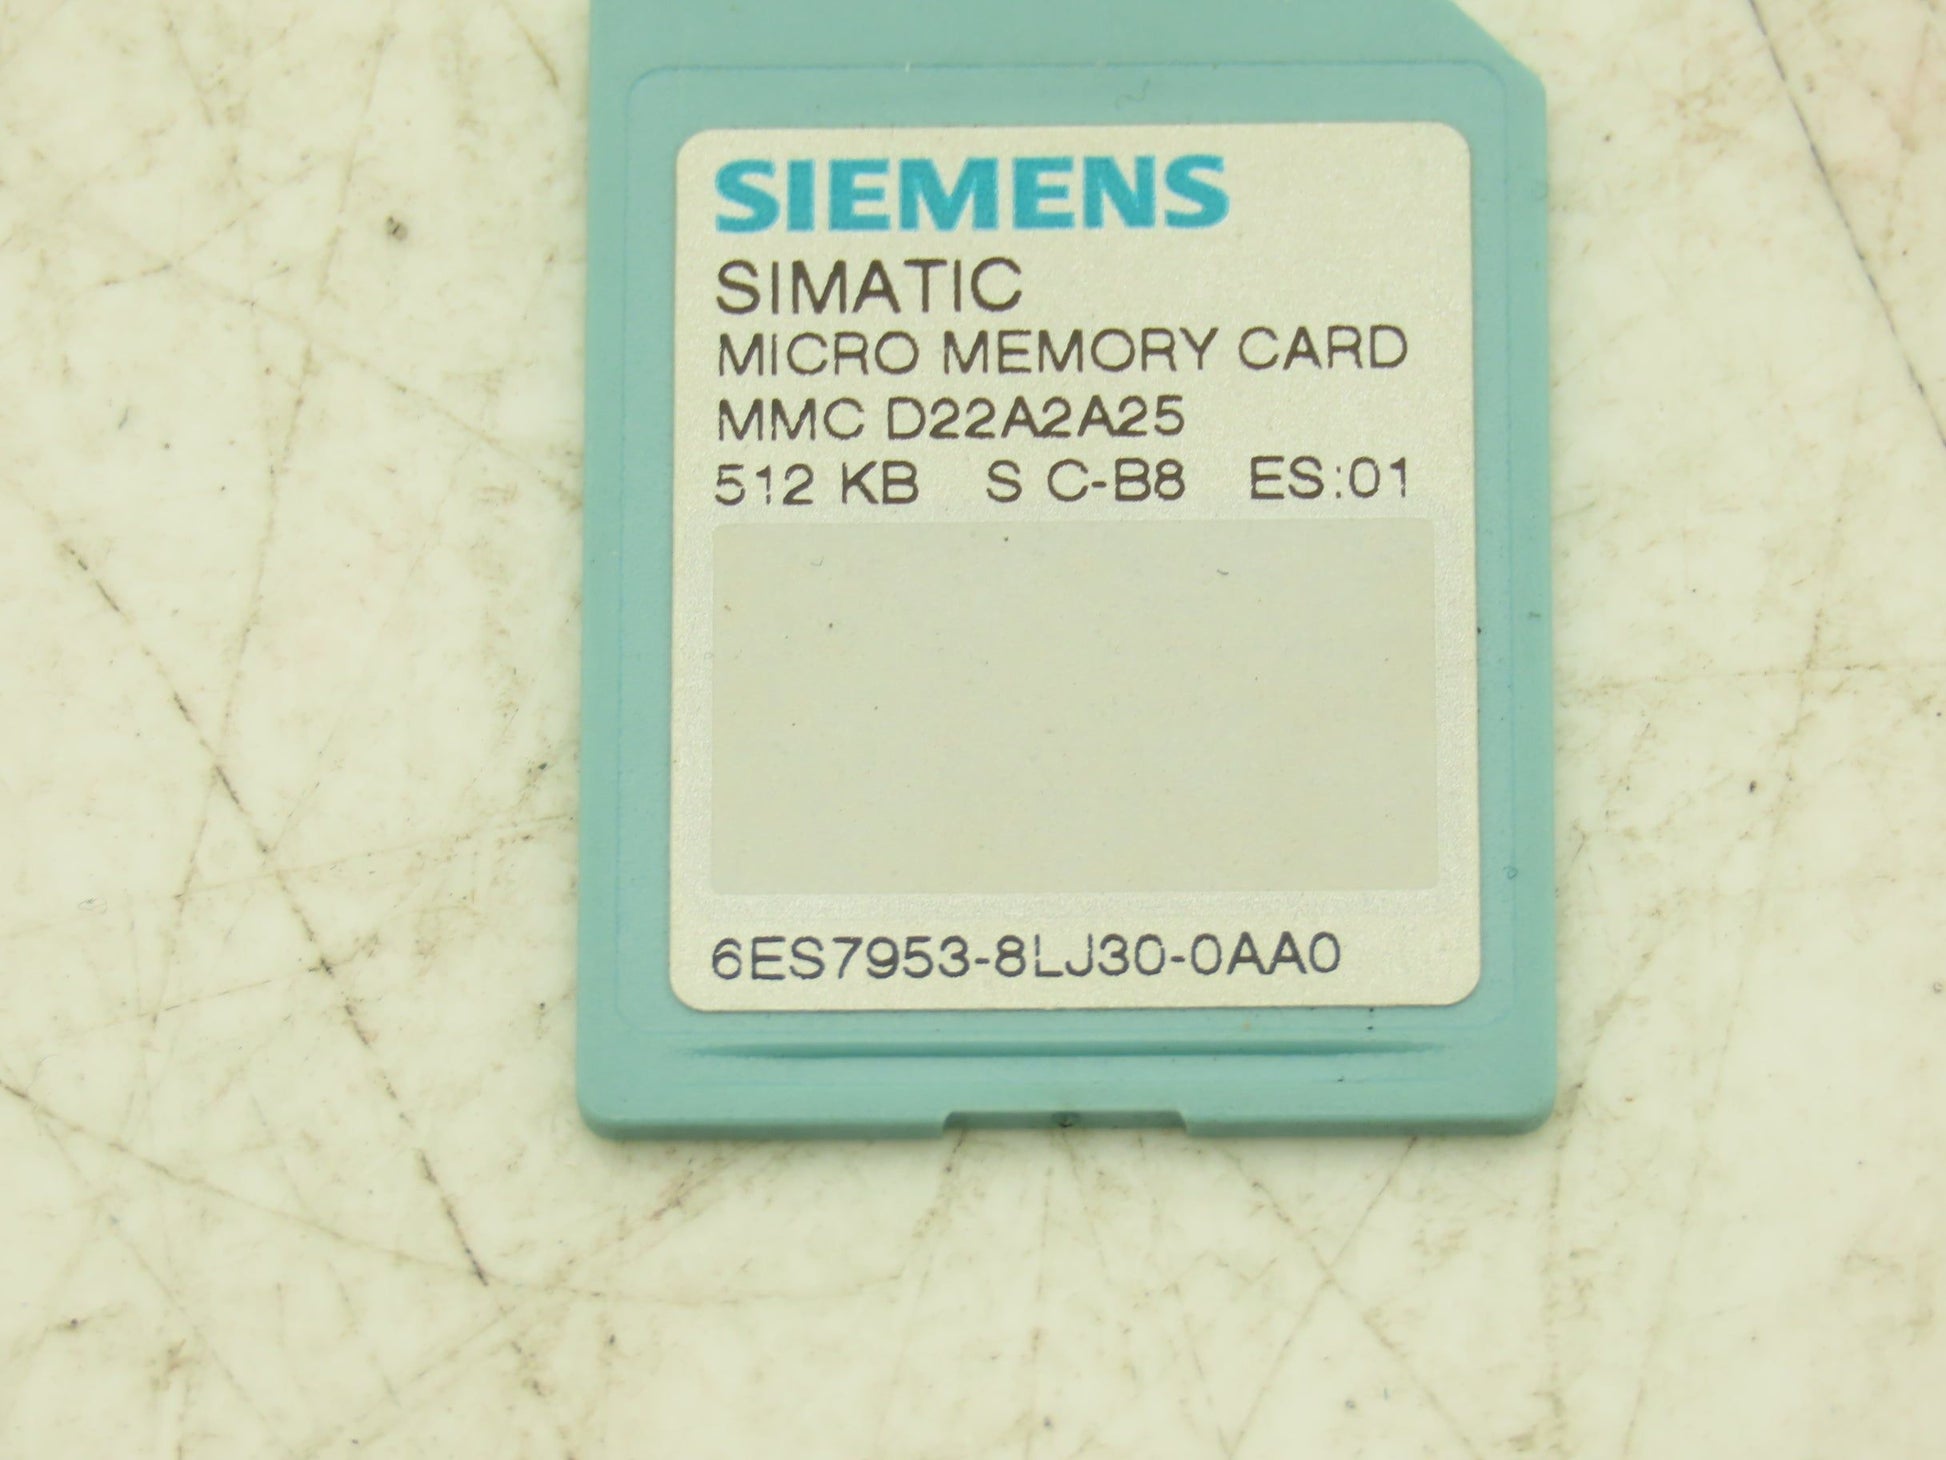 SIEMENS
SIMATIC
MICRO MEMORY CARD
MMC D22A2A25
512 KB S C-B8 ES:01
6ES7953-8LJ30-0AA0